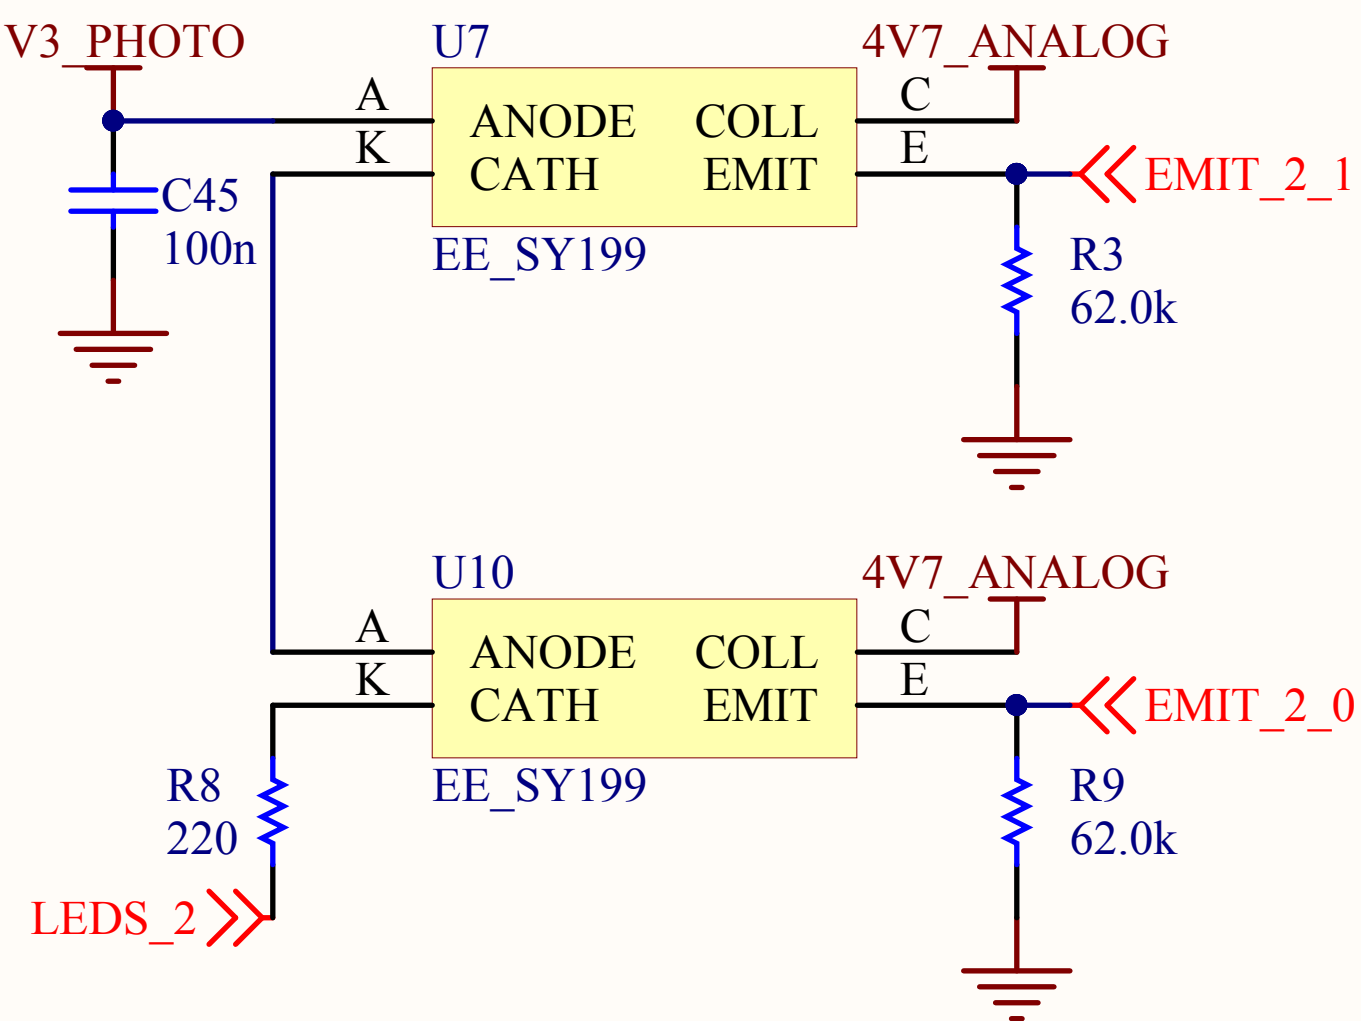 V3_PHOTO
U7
4V7_ANALOG
A
ANODE
COLL
C
K
CATH
EMIT
E
EMIT_2_1
C45
100n
EE_SY199
R3
62.0k
U10
4V7_ANALOG
A
ANODE
COLL
C
K
CATH
EMIT
E
EMIT_2_0
R8
220
EE_SY199
R9
62.0k
LEDS_2